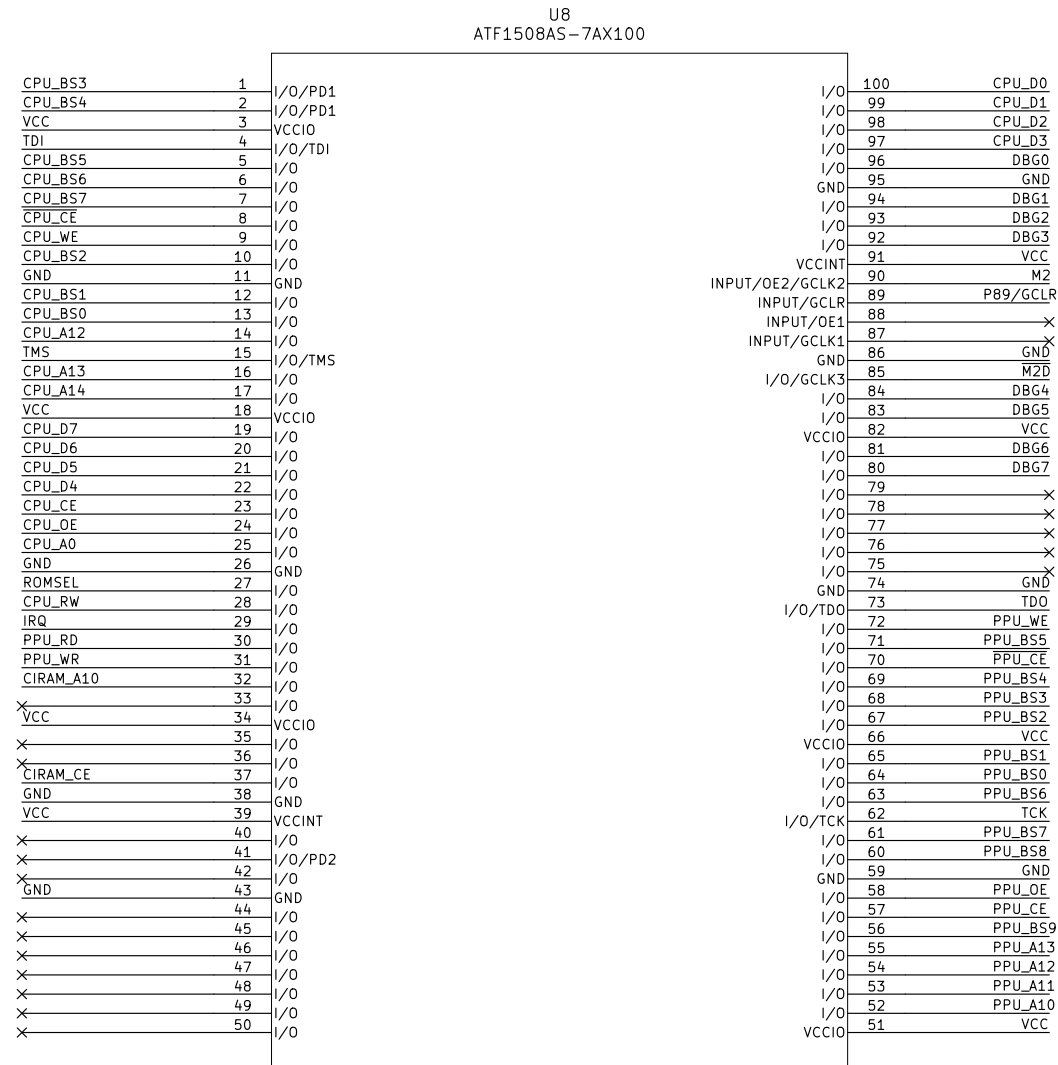 U8
ATF1508AS-7AX100
CPU_BS3 1 I/O/PD1 I/O 100 CPU_D0
CPU_BS4 2 I/O/PD1 I/O 99 CPU_D1
VCC 3 VCCIO I/O 98 CPU_D2
TDI 4 I/O/TDI I/O 97 CPU_D3
CPU_BS5 5 I/O I/O 96 DBG0
CPU_BS6 6 I/O GND 95 GND
CPU_BS7 7 I/O I/O 94 DBG1
CPU_CE 8 I/O I/O 93 DBG2
CPU_WE 9 I/O I/O 92 DBG3
CPU_BS2 10 I/O VCCINT 91 VCC
GND 11 GND INPUT/OE2/GCLK2 90 M2
CPU_BS1 12 I/O INPUT/GCLR 89 P89/GCLR
CPU_BS0 13 I/O INPUT/OE1 88
CPU_A12 14 I/O INPUT/GCLK1 87
TMS 15 I/O/TMS GND 86 GND
CPU_A13 16 I/O I/O/GCLK3 85 M2D
CPU_A14 17 I/O I/O 84 DBG4
VCC 18 VCCIO I/O 83 DBG5
CPU_D7 19 I/O VCCIO 82 VCC
CPU_D6 20 I/O I/O 81 DBG6
CPU_D5 21 I/O I/O 80 DBG7
CPU_D4 22 I/O I/O 79
CPU_CE 23 I/O I/O 78
CPU_OE 24 I/O I/O 77
CPU_A0 25 I/O I/O 76
GND 26 GND I/O 75
ROMSEL 27 I/O GND 74 GND
CPU_RW 28 I/O I/O/TDO 73 TDO
IRQ 29 I/O I/O 72 PPU_WE
PPU_RD 30 I/O I/O 71 PPU_BS5
PPU_WR 31 I/O I/O 70 PPU_CE
CIRAM_A10 32 I/O I/O 69 PPU_BS4
33 I/O I/O 68 PPU_BS3
VCC 34 VCCIO I/O 67 PPU_BS2
35 I/O VCCIO 66 VCC
36 I/O I/O 65 PPU_BS1
CIRAM_CE 37 I/O I/O 64 PPU_BS0
GND 38 GND I/O 63 PPU_BS6
VCC 39 VCCINT I/O/TCK 62 TCK
40 I/O I/O 61 PPU_BS7
41 I/O/PD2 I/O 60 PPU_BS8
42 I/O GND 59 GND
GND 43 GND I/O 58 PPU_OE
44 I/O I/O 57 PPU_CE
45 I/O I/O 56 PPU_BS9
46 I/O I/O 55 PPU_A13
47 I/O I/O 54 PPU_A12
48 I/O I/O 53 PPU_A11
49 I/O I/O 52 PPU_A10
50 I/O VCCIO 51 VCC